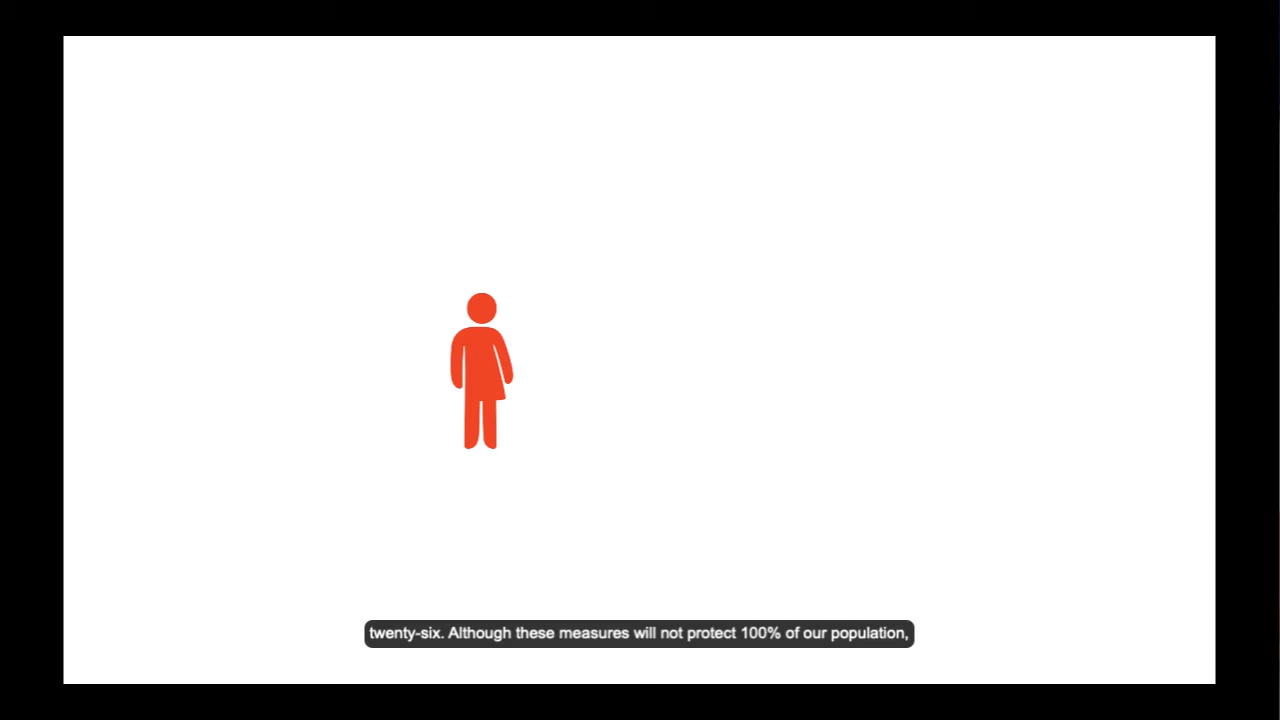 twenty-six. Although these measures will not protect 100% of our population,